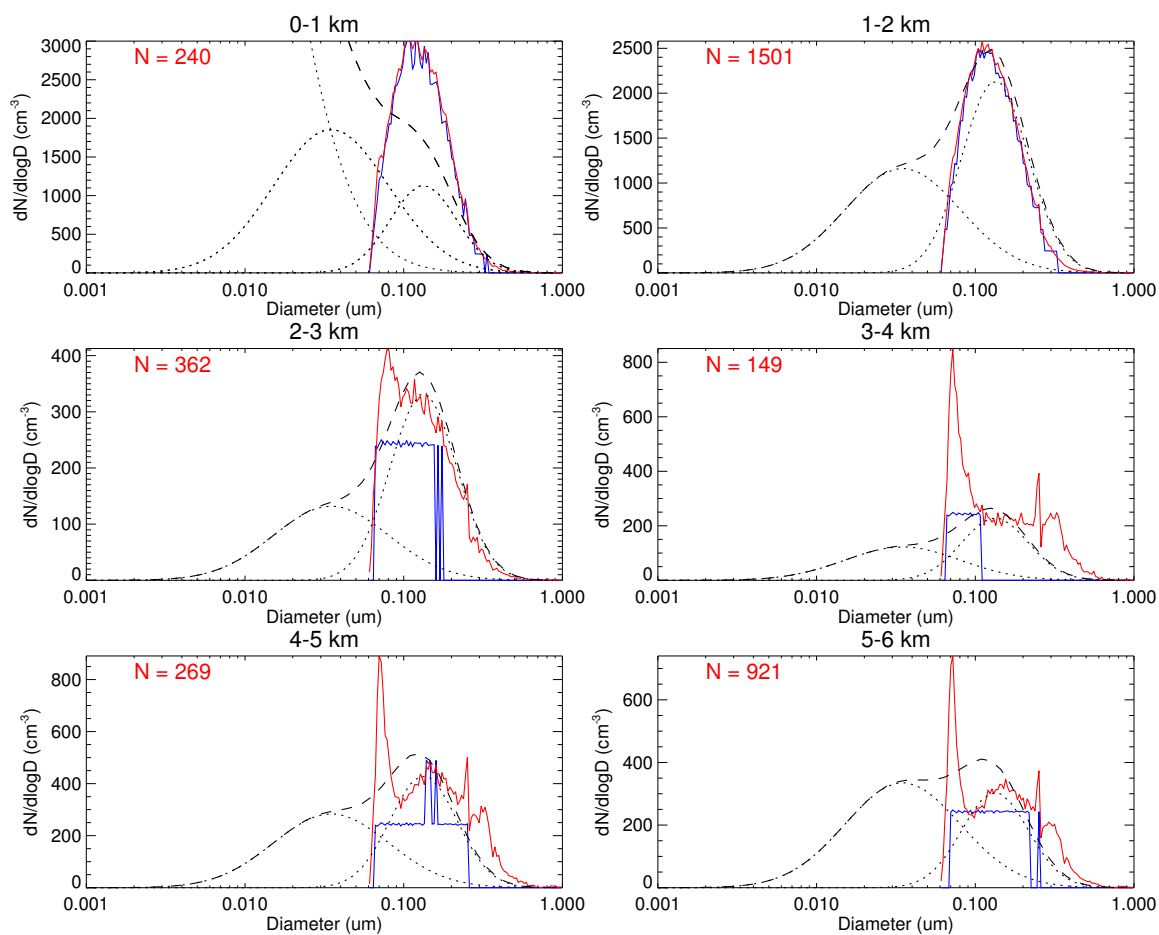 0-1 km
N = 240
dN/dlogD (cm-3)
3000
2500
2000
1500
1000
500
0
0.001 0.010 0.100 1.000
Diameter (um)
1-2 km
N = 1501
dN/dlogD (cm-3)
2500
2000
1500
1000
500
0
0.001 0.010 0.100 1.000
Diameter (um)
2-3 km
N = 362
dN/dlogD (cm-3)
400
300
200
100
0
0.001 0.010 0.100 1.000
Diameter (um)
3-4 km
N = 149
dN/dlogD (cm-3)
800
600
400
200
0
0.001 0.010 0.100 1.000
Diameter (um)
4-5 km
N = 269
dN/dlogD (cm-3)
800
600
400
200
0
0.001 0.010 0.100 1.000
Diameter (um)
5-6 km
N = 921
dN/dlogD (cm-3)
600
400
200
0
0.001 0.010 0.100 1.000
Diameter (um)